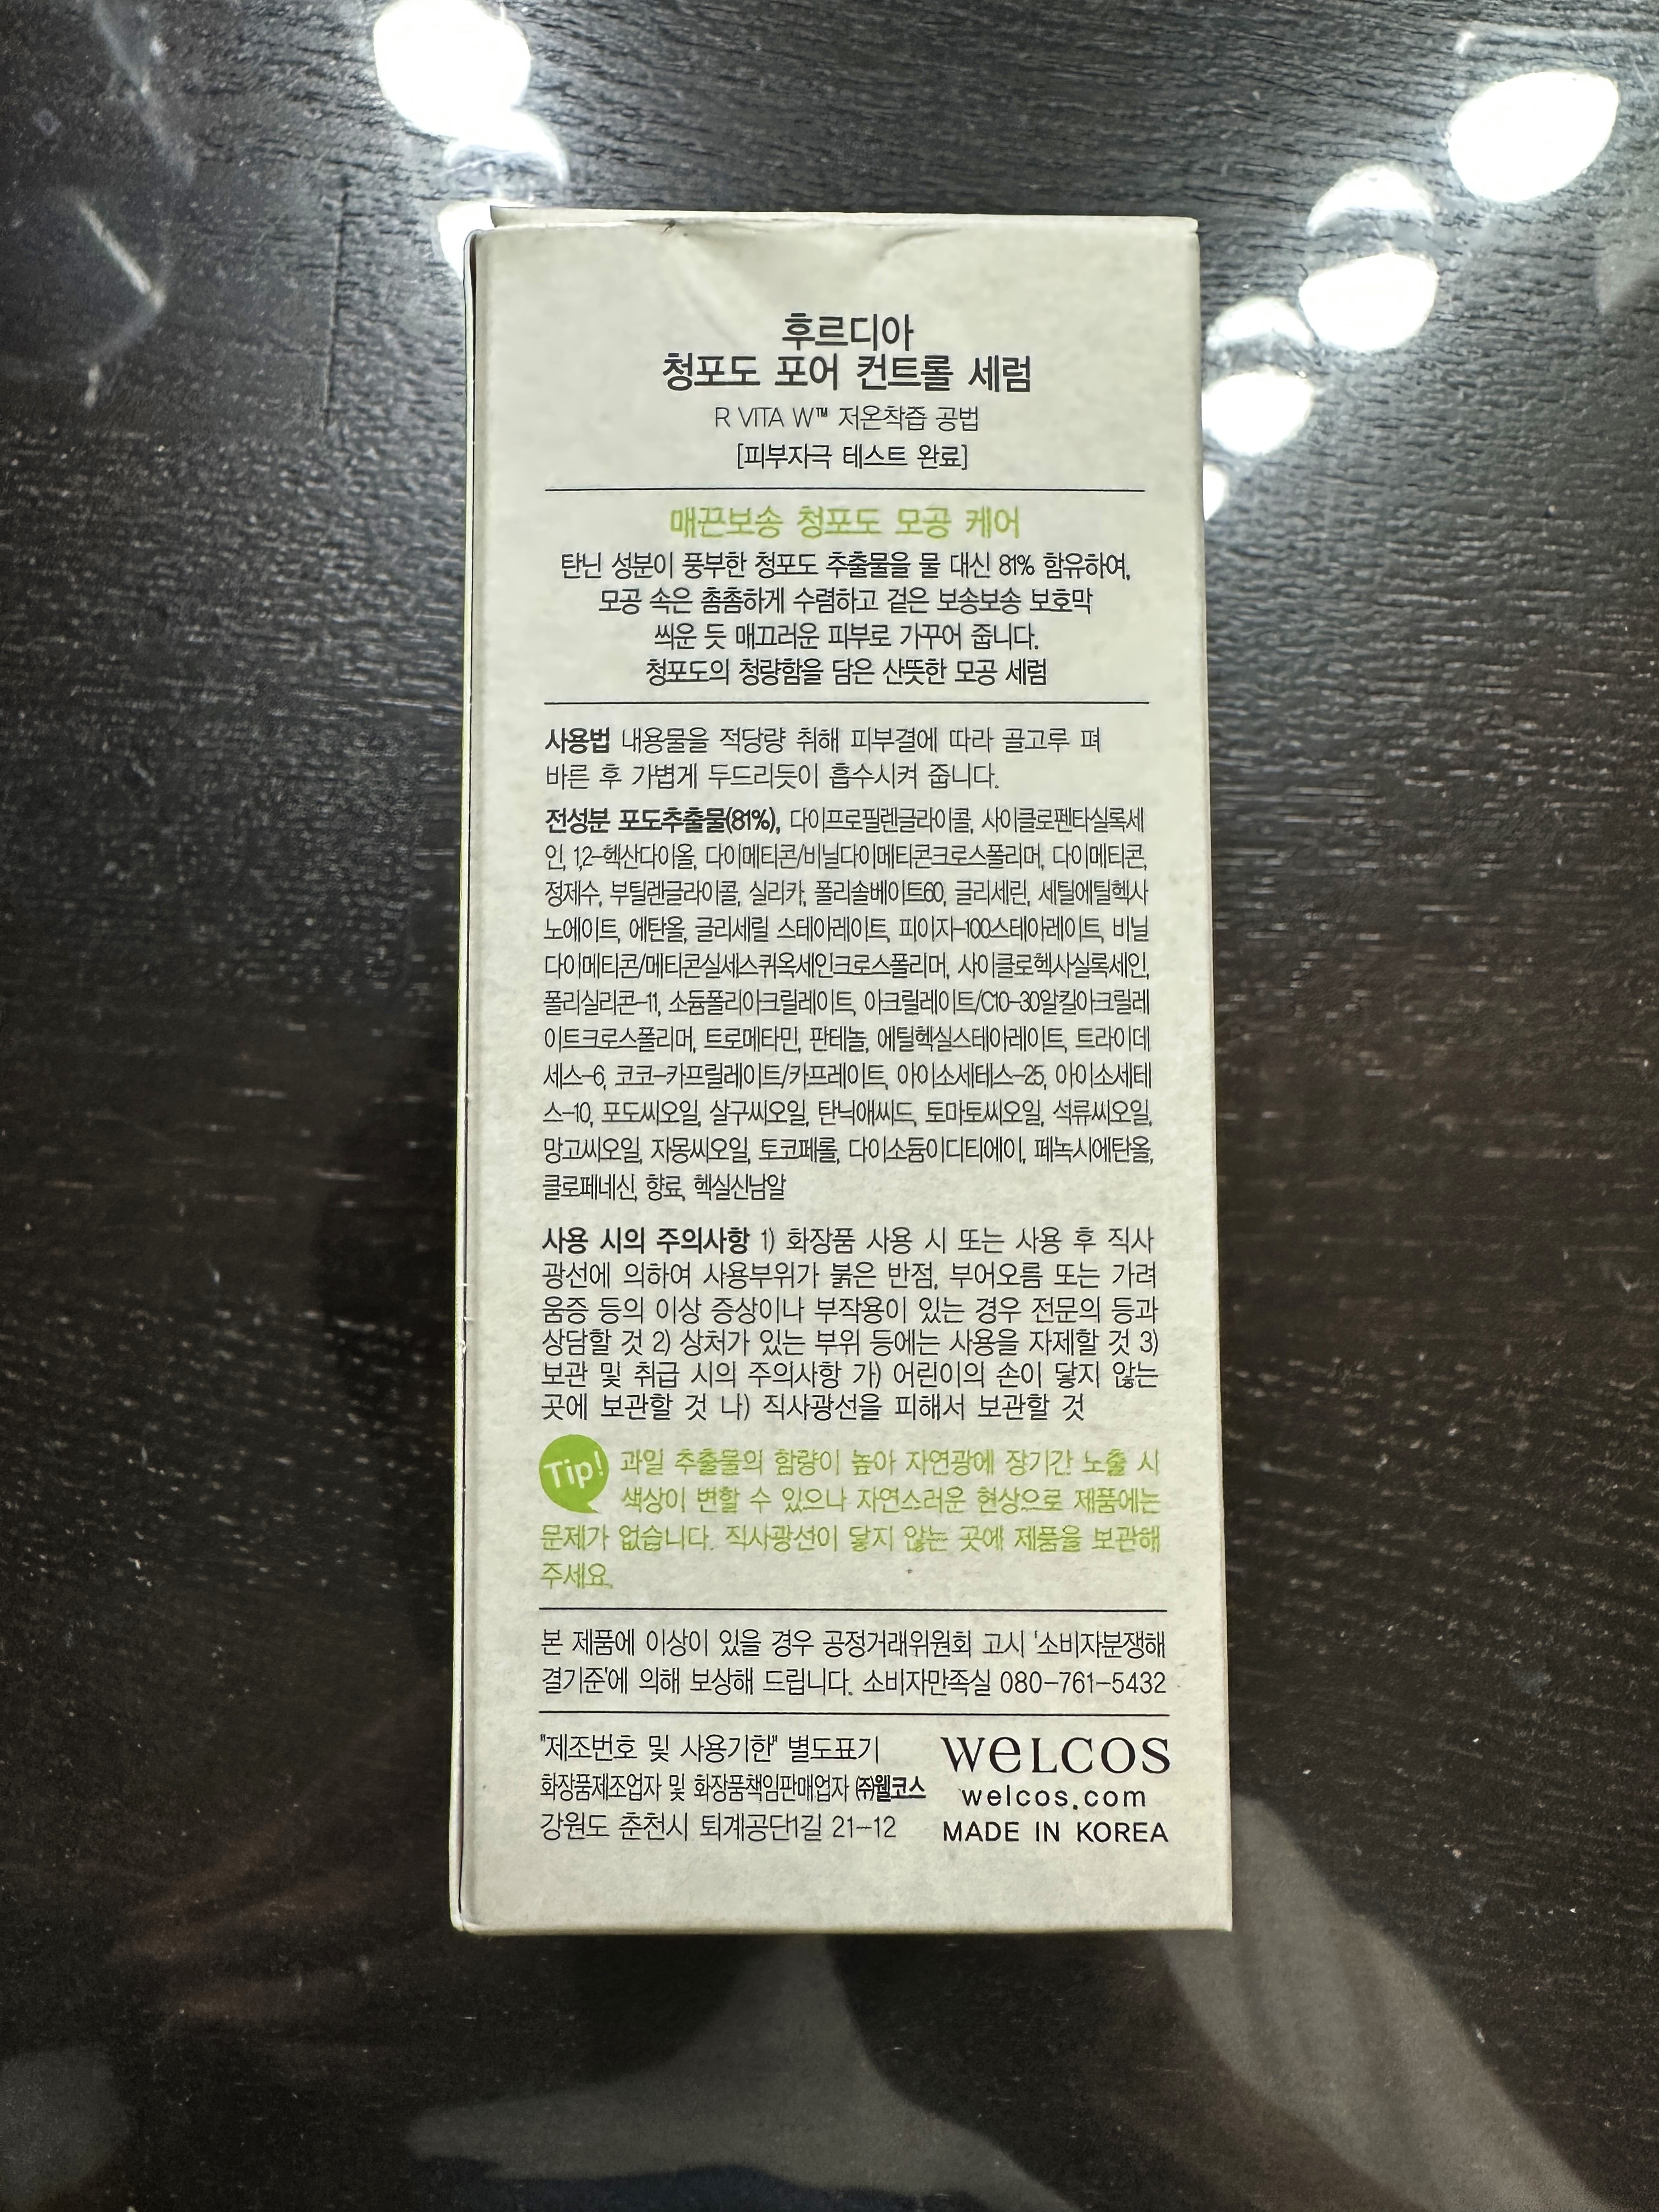 후르디아
청포도 포어 컨트롤 세럼
R VITA W™ 저온착즙 공법
[피부자극 테스트 완료]
매끈보송 청포도 모공 케어
탄닌 성분이 풍부한 청포도 추출물을 물 대신 81% 함유하여,
모공 속은 촘촘하게 수렴하고 겉은 보송보송 보호막
씌운 듯 매끄러운 피부로 가꾸어 줍니다.
청포도의 청량함을 담은 산뜻한 모공 세럼
사용법 내용물을 적당량 취해 피부결에 따라 골고루 펴
바른 후 가볍게 두드리듯이 흡수시켜 줍니다.
전성분 포도추출물(81%), 다이프로필렌글라이콜, 사이클로펜타실록세
인, 1,2-헥산다이올, 다이메티콘/비닐다이메티콘크로스폴리머, 다이메티콘,
정제수, 부틸렌글라이콜, 실리카, 폴리솔베이트60, 글리세린, 세틸에틸헥사
노에이트, 에탄올, 글리세릴 스테아레이트, 피이지-100스테아레이트, 비닐
다이메티콘/메티콘실세스퀴옥세인크로스폴리머, 사이클로헥사실록세인,
폴리실리콘-11, 소듐폴리아크릴레이트, 아크릴레이트/C10-30알킬아크릴레
이트크로스폴리머, 트로메타민, 판테놀, 에틸헥실스테아레이트, 트라이데
세스-6, 코코-카프릴레이트/카프레이트, 아이소세테스-25, 아이소세테
스-10, 포도씨오일, 살구씨오일, 탄닉애씨드, 토마토씨오일, 석류씨오일,
망고씨오일, 자몽씨오일, 토코페롤, 다이소듐이디티에이, 페녹시에탄올,
클로페네신, 향료, 헥실신남알
사용 시의 주의사항 1) 화장품 사용 시 또는 사용 후 직사
광선에 의하여 사용부위가 붉은 반점, 부어오름 또는 가려
움증 등의 이상 증상이나 부작용이 있는 경우 전문의 등과
상담할 것 2) 상처가 있는 부위 등에는 사용을 자제할 것 3)
보관 및 취급 시의 주의사항 가) 어린이의 손이 닿지 않는
곳에 보관할 것 나) 직사광선을 피해서 보관할 것
Tip! 과일 추출물의 함량이 높아 자연광에 장기간 노출 시
색상이 변할 수 있으나 자연스러운 현상으로 제품에는
문제가 없습니다. 직사광선이 닿지 않는 곳에 제품을 보관해
주세요.
본 제품에 이상이 있을 경우 공정거래위원회 고시 '소비자분쟁해
결기준'에 의해 보상해 드립니다. 소비자만족실 080-761-5432
"제조번호 및 사용기한" 별도표기
화장품제조업자 및 화장품책임판매업자 ㈜웰코스
강원도 춘천시 퇴계공단1길 21-12
WELCOS
welcos.com
MADE IN KOREA